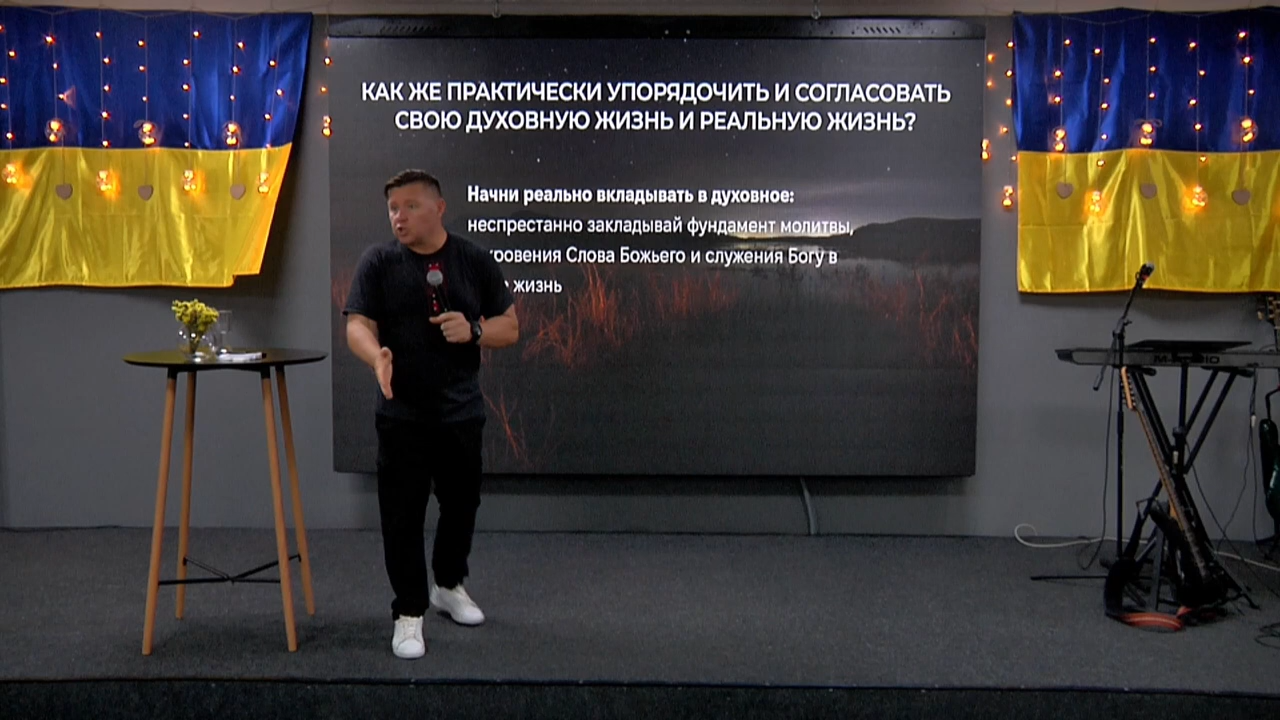 КАК ЖЕ ПРАКТИЧЕСКИ УПОРЯДОЧИТЬ И СОГЛАСОВАТЬ
СВОЮ ДУХОВНУЮ ЖИЗНЬ И РЕАЛЬНУЮ ЖИЗНЬ?
Начни реально вкладывать в духовное:
неспрестанно закладывай фундамент молитвы,
Слова Божьего и служения Богу в
жизнь